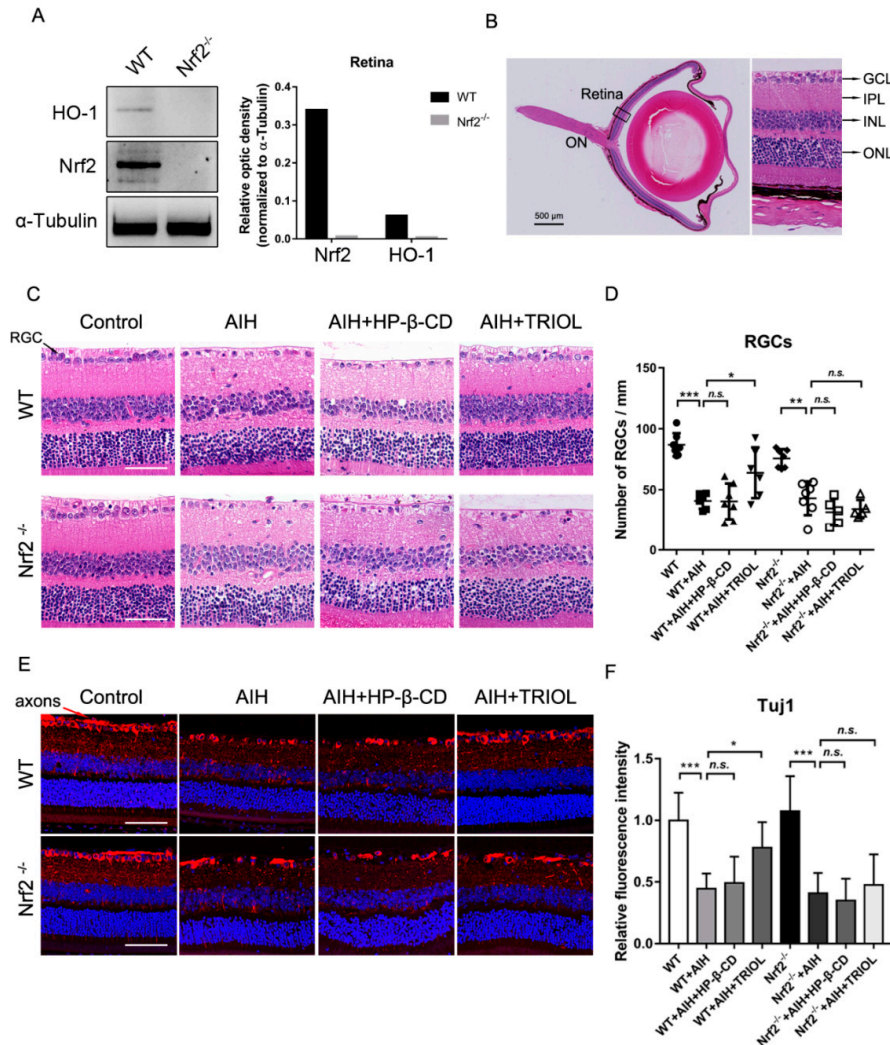 A
WT
Nrf2-/-
HO-1
Nrf2
α-Tubulin
Retina
Relative optic density
(normalized to α-Tubulin)
0.4
0.3
0.2
0.1
0.0
WT
Nrf2-/-
Nrf2
HO-1
B
Retina
ON
500 μm
GCL
IPL
INL
ONL
C
Control
AIH
AIH+HP-β-CD
AIH+TRIOL
RGC
WT
Nrf2 -/-
D
RGCs
Number of RGCs / mm
150
100
50
0
***
n.s.
*
**
n.s.
n.s.
WT
WT+AIH
WT+AIH+HP-β-CD
WT+AIH+TRIOL
Nrf2-/-
Nrf2-/-+AIH
Nrf2-/-+AIH+HP-β-CD
Nrf2-/-+AIH+TRIOL
E
Control
AIH
AIH+HP-β-CD
AIH+TRIOL
axons
WT
Nrf2 -/-
F
Tuj1
Relative fluorescence intensity
1.5
1.0
0.5
0.0
***
n.s.
*
***
n.s.
n.s.
WT
WT+AIH
WT+AIH+HP-β-CD
WT+AIH+TRIOL
Nrf2-/-
Nrf2-/-+AIH
Nrf2-/-+AIH+HP-β-CD
Nrf2-/-+AIH+TRIOL